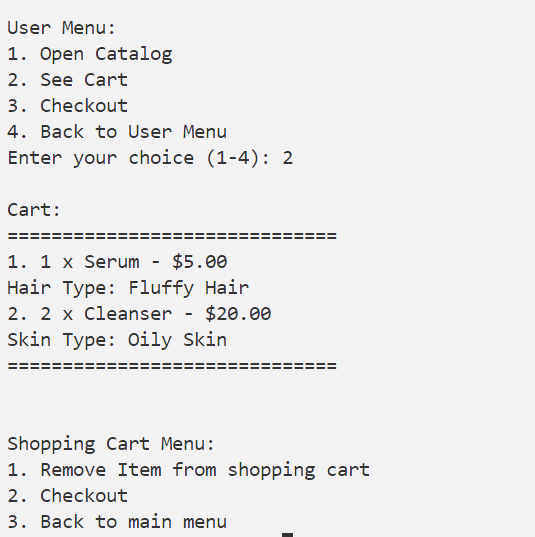 User Menu:
1. Open Catalog
2. See Cart
3. Checkout
4. Back to User Menu
Enter your choice (1-4): 2
Cart:
==============================
1. 1 x Serum - $5.00
Hair Type: Fluffy Hair
2. 2 x Cleanser - $20.00
Skin Type: Oily Skin
==============================
Shopping Cart Menu:
1. Remove Item from shopping cart
2. Checkout
3. Back to main menu